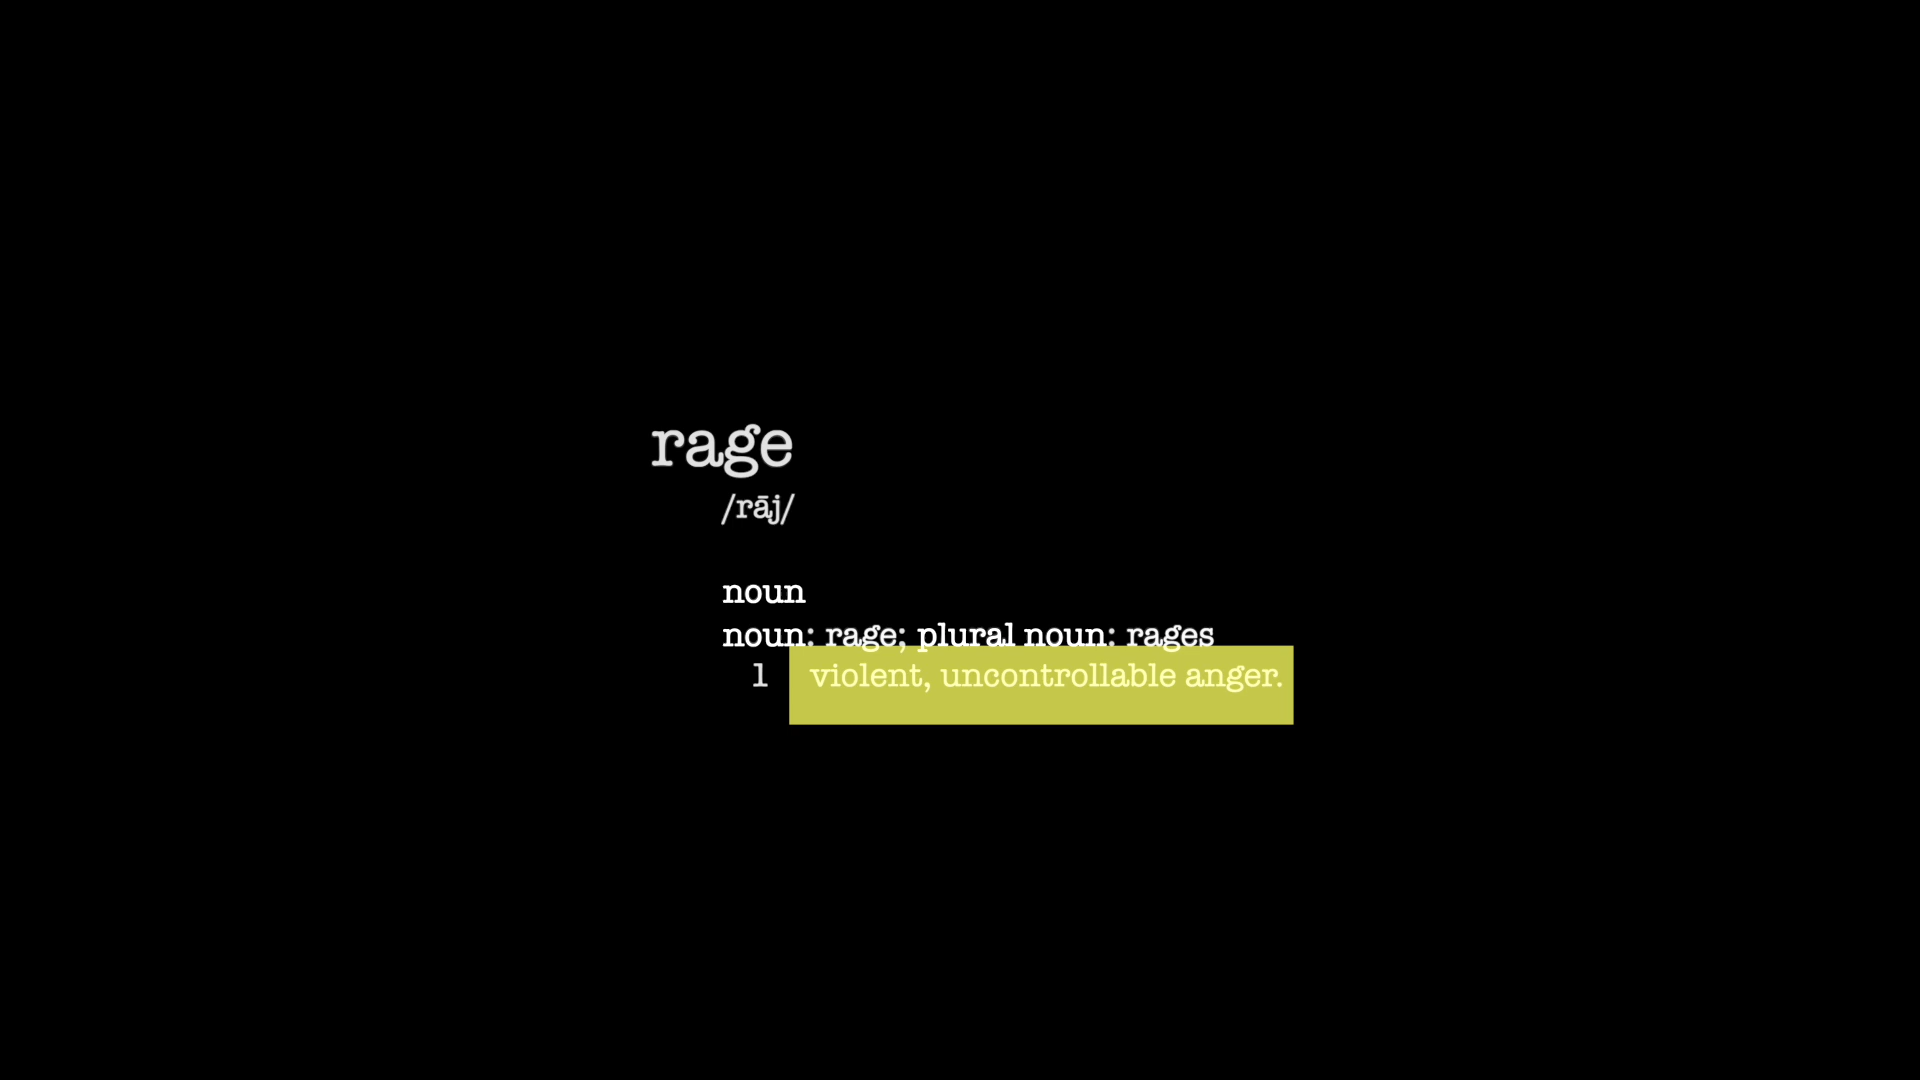 rage
/rāj/
noun
noun: rage; plural noun: rages
1 violent, uncontrollable anger.